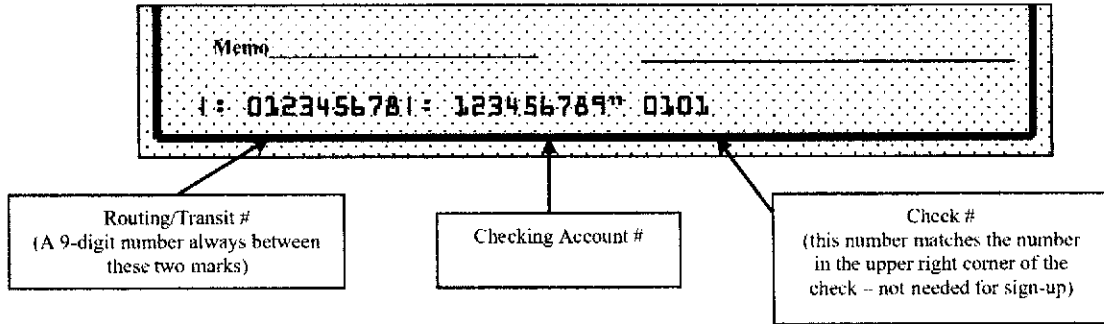 Memo
⑆ 012345678⑆ 123456789⑈ 0101
Routing/Transit #
(A 9-digit number always between
these two marks)
Checking Account #
Check #
(this number matches the number
in the upper right corner of the
check – not needed for sign-up)